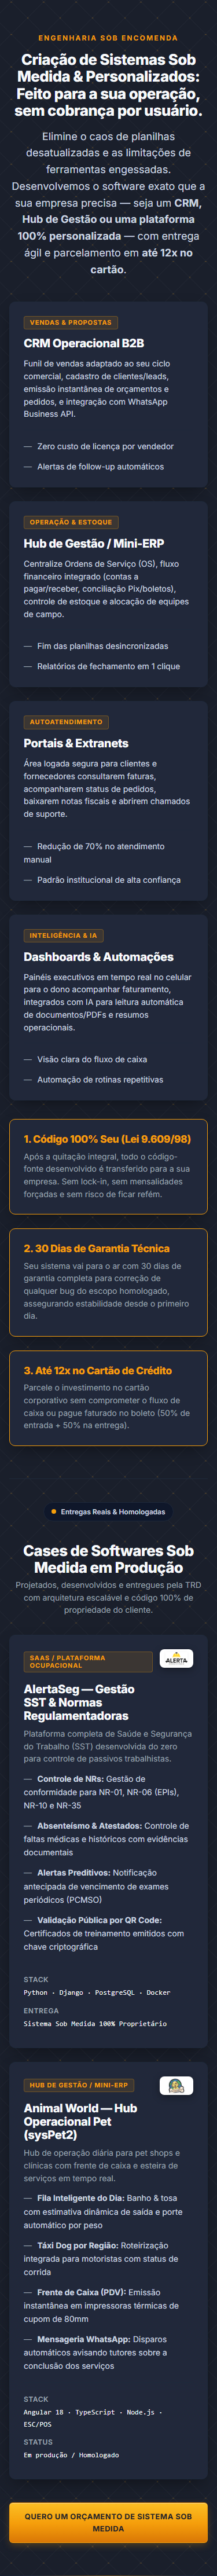 ENGENHARIA SOB ENCOMENDA
Criação de Sistemas Sob
Medida & Personalizados:
Feito para a sua operação,
sem cobrança por usuário.
Elimine o caos de planilhas
desatualizadas e as limitações de
ferramentas engessadas.
Desenvolvemos o software exato que a
sua empresa precisa — seja um CRM,
Hub de Gestão ou uma plataforma
100% personalizada — com entrega
ágil e parcelamento em até 12x no
cartão.
VENDAS & PROPOSTAS
CRM Operacional B2B
Funil de vendas adaptado ao seu ciclo
comercial, cadastro de clientes/leads,
emissão instantânea de orçamentos e
pedidos, e integração com WhatsApp
Business API.
— Zero custo de licença por vendedor
— Alertas de follow-up automáticos
OPERAÇÃO & ESTOQUE
Hub de Gestão / Mini-ERP
Centralize Ordens de Serviço (OS), fluxo
financeiro integrado (contas a
pagar/receber, conciliação Pix/boletos),
controle de estoque e alocação de equipes
de campo.
— Fim das planilhas desincronizadas
— Relatórios de fechamento em 1 clique
AUTOATENDIMENTO
Portais & Extranets
Área logada segura para clientes e
fornecedores consultarem faturas,
acompanharem status de pedidos,
baixarem notas fiscais e abrirem chamados
de suporte.
— Redução de 70% no atendimento
manual
— Padrão institucional de alta confiança
INTELIGÊNCIA & IA
Dashboards & Automações
Painéis executivos em tempo real no celular
para o dono acompanhar faturamento,
integrados com IA para leitura automática
de documentos/PDFs e resumos
operacionais.
— Visão clara do fluxo de caixa
— Automação de rotinas repetitivas
1. Código 100% Seu (Lei 9.609/98)
Após a quitação integral, todo o código-
fonte desenvolvido é transferido para a sua
empresa. Sem lock-in, sem mensalidades
forçadas e sem risco de ficar refém.
2. 30 Dias de Garantia Técnica
Seu sistema vai para o ar com 30 dias de
garantia completa para correção de
qualquer bug do escopo homologado,
assegurando estabilidade desde o primeiro
dia.
3. Até 12x no Cartão de Crédito
Parcele o investimento no cartão
corporativo sem comprometer o fluxo de
caixa ou pague faturado no boleto (50% de
entrada + 50% na entrega).
Entregas Reais & Homologadas
Cases de Softwares Sob
Medida em Produção
Projetados, desenvolvidos e entregues pela TRD
com arquitetura escalável e código 100% de
propriedade do cliente.
SAAS / PLATAFORMA
OCUPACIONAL
ALERTA
AlertaSeg — Gestão
SST & Normas
Regulamentadoras
Plataforma completa de Saúde e Segurança
do Trabalho (SST) desenvolvida do zero
para controle de passivos trabalhistas.
— Controle de NRs: Gestão de
conformidade para NR-01, NR-06 (EPIs),
NR-10 e NR-35
— Absenteísmo & Atestados: Controle de
faltas médicas e históricos com evidências
documentais
— Alertas Preditivos: Notificação
antecipada de vencimento de exames
periódicos (PCMSO)
— Validação Pública por QR Code:
Certificados de treinamento emitidos com
chave criptográfica
STACK
Python · Django · PostgreSQL · Docker
ENTREGA
Sistema Sob Medida 100% Proprietário
HUB DE GESTÃO / MINI-ERP
Animal World — Hub
Operacional Pet
(sysPet2)
Hub de operação diária para pet shops e
clínicas com frente de caixa e esteira de
serviços em tempo real.
— Fila Inteligente do Dia: Banho & tosa
com estimativa dinâmica de saída e porte
automático por peso
— Táxi Dog por Região: Roteirização
integrada para motoristas com status de
corrida
— Frente de Caixa (PDV): Emissão
instantânea em impressoras térmicas de
cupom de 80mm
— Mensageria WhatsApp: Disparos
automáticos avisando tutores sobre a
conclusão dos serviços
STACK
Angular 18 · TypeScript · Node.js ·
ESC/POS
STATUS
Em produção / Homologado
QUERO UM ORÇAMENTO DE SISTEMA SOB
MEDIDA